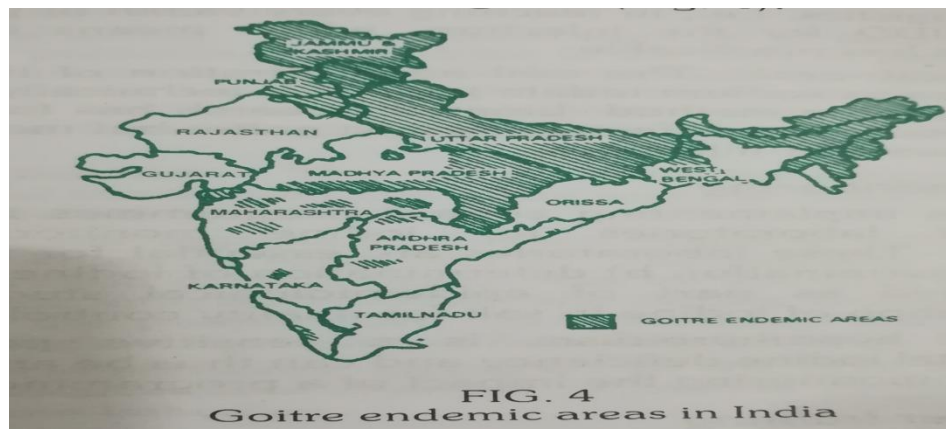 JAMMU &
KASHMIR
PUNJAB
RAJASTHAN
UTTAR PRADESH
GUJARAT
MADHYA PRADESH
WEST
BENGAL
MAHARASHTRA
ORISSA
ANDHRA
PRADESH
KARNATAKA
TAMILNADU
GOITRE ENDEMIC AREAS
FIG. 4
Goitre endemic areas in India